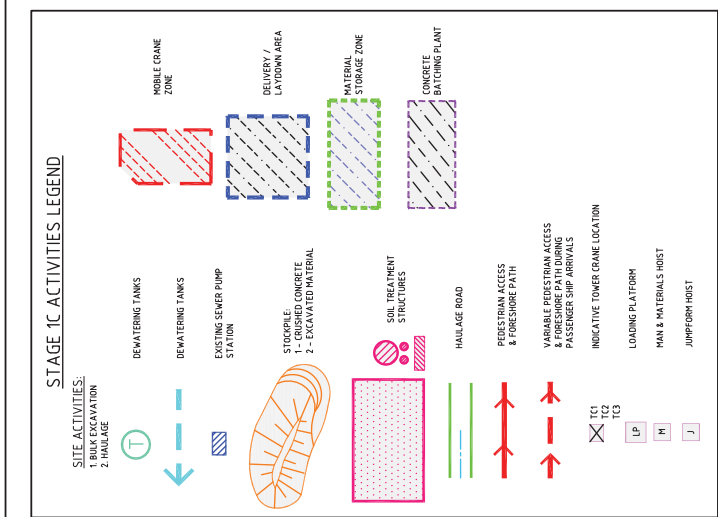 STAGE 1C ACTIVITIES LEGEND
SITE ACTIVITIES:
1. BULK EXCAVATION
2. HAULAGE
T
DEWATERING TANKS
DEWATERING TANKS
EXISTING SEWER PUMP
STATION
STOCKPILE:
1 - CRUSHED CONCRETE
2 - EXCAVATED MATERIAL
SOIL TREATMENT
STRUCTURES
HAULAGE ROAD
PEDESTRIAN ACCESS
& FORESHORE PATH
VARIABLE PEDESTRIAN ACCESS
& FORESHORE PATH DURING
PASSENGER SHIP ARRIVALS
TC1
TC2
TC3
INDICATIVE TOWER CRANE LOCATION
LP
LOADING PLATFORM
M
MAN & MATERIALS HOIST
J
JUMPFORM HOIST
MOBILE CRANE
ZONE
DELIVERY /
LAYDOWN AREA
MATERIAL
STORAGE ZONE
CONCRETE
BATCHING PLANT